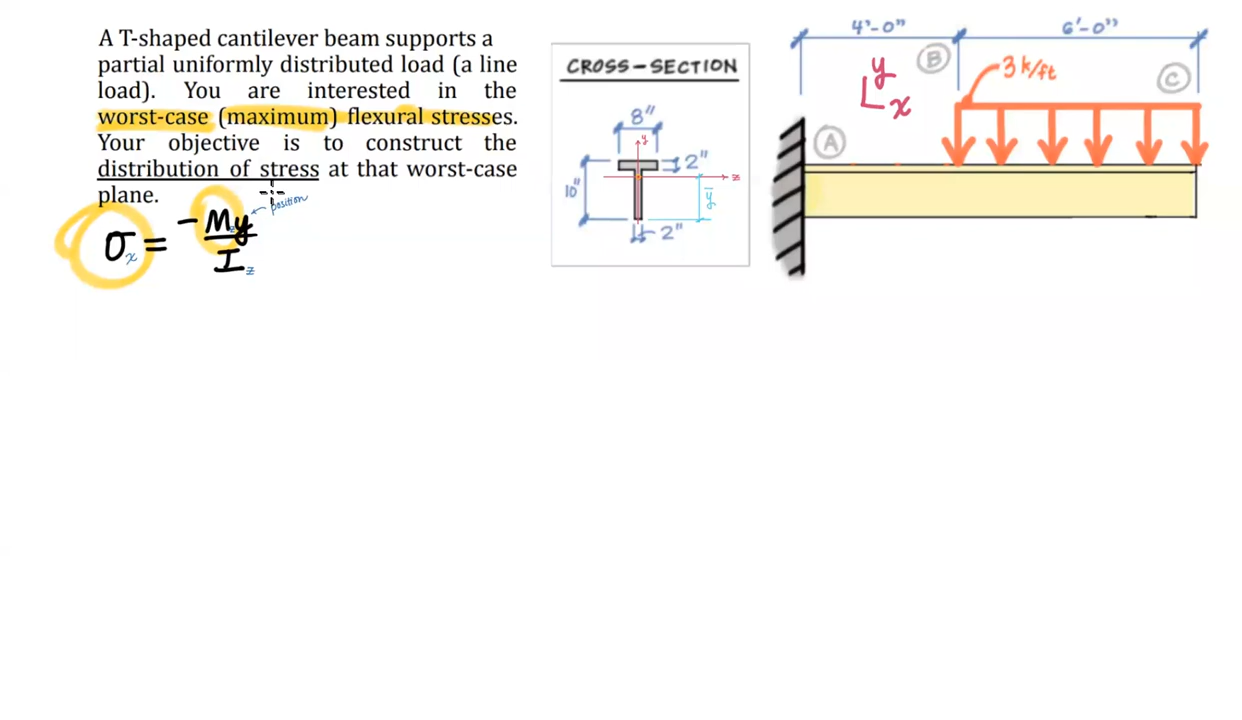 A T-shaped cantilever beam supports a
partial uniformly distributed load (a line
load). You are interested in the
worst-case (maximum) flexural stresses.
Your objective is to construct the
distribution of stress at that worst-case
plane.
σx = -Mzy
Iz
position
CROSS-SECTION
8"
y
2"
z
10"
ȳ
2"
4'-0"
6'-0"
B
C
3 k/ft
y
x
A